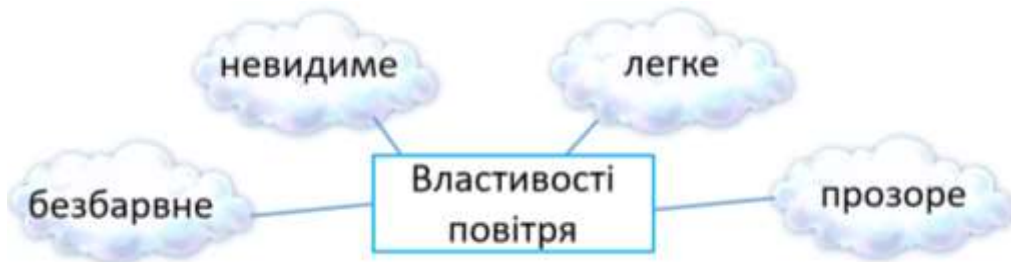 невидиме
легке
безбарвне
Властивості
повітря
прозоре